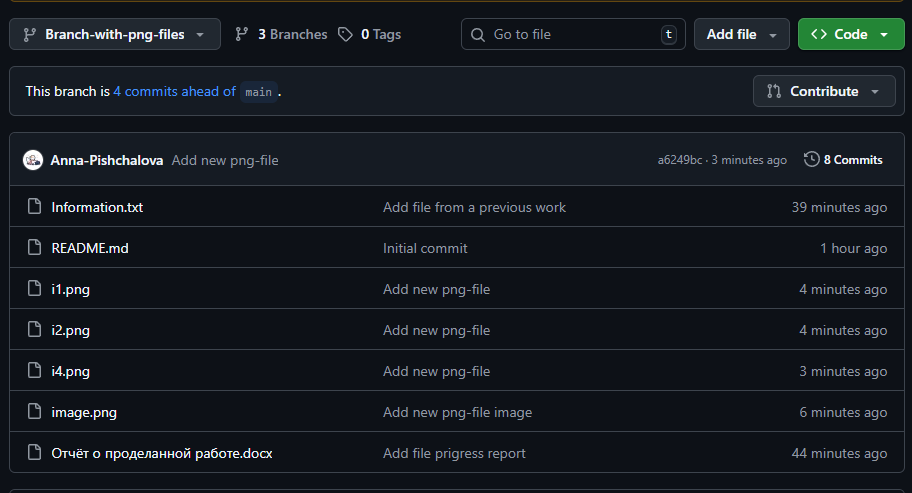 Branch-with-png-files 3 Branches 0 Tags Go to file t Add file Code
This branch is 4 commits ahead of main . Contribute
Anna-Pishchalova Add new png-file a6249bc · 3 minutes ago 8 Commits
Information.txt Add file from a previous work 39 minutes ago
README.md Initial commit 1 hour ago
i1.png Add new png-file 4 minutes ago
i2.png Add new png-file 4 minutes ago
i4.png Add new png-file 3 minutes ago
image.png Add new png-file image 6 minutes ago
Отчёт о проделанной работе.docx Add file prigress report 44 minutes ago